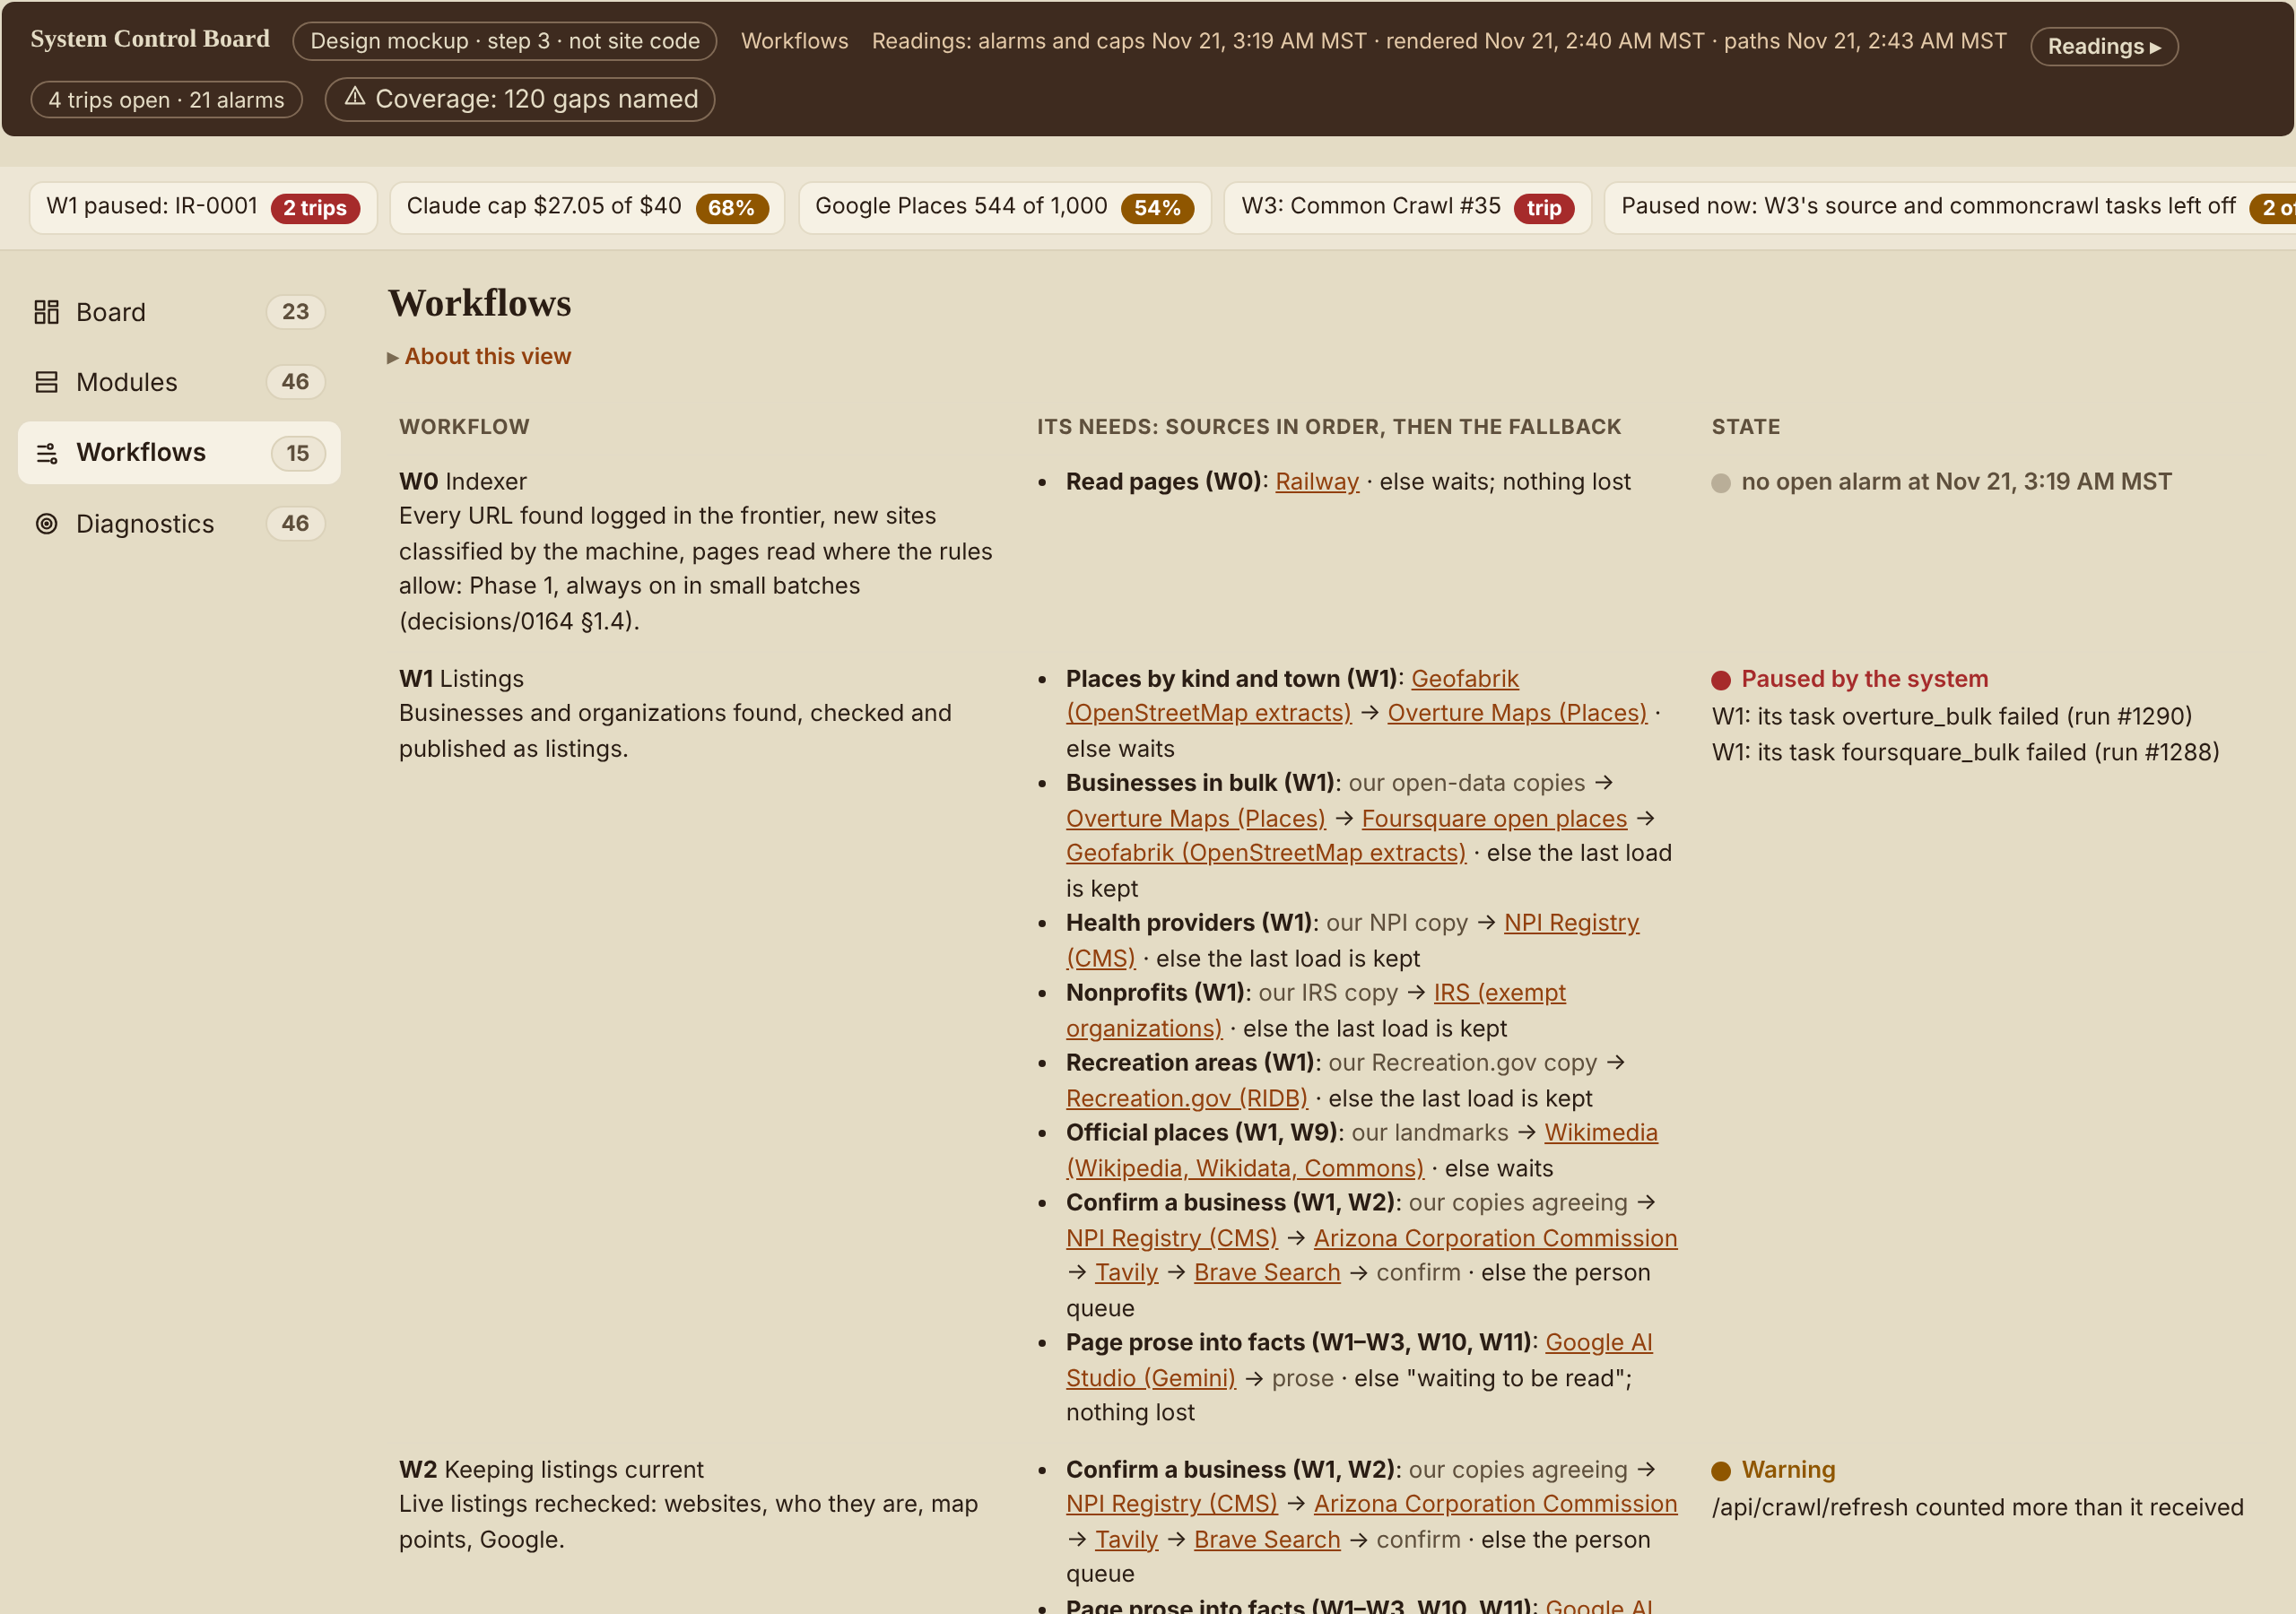 System Control Board
Design mockup · step 3 · not site code
Workflows
Readings: alarms and caps Nov 21, 3:19 AM MST · rendered Nov 21, 2:40 AM MST · paths Nov 21, 2:43 AM MST
Readings ▸
4 trips open · 21 alarms
⚠ Coverage: 120 gaps named
W1 paused: IR-0001 2 trips
Claude cap $27.05 of $40 68%
Google Places 544 of 1,000 54%
W3: Common Crawl #35 trip
Paused now: W3's source and commoncrawl tasks left off
Board 23
Modules 46
Workflows 15
Diagnostics 46
Workflows
▸ About this view
WORKFLOW
ITS NEEDS: SOURCES IN ORDER, THEN THE FALLBACK
STATE
W0 Indexer
Every URL found logged in the frontier, new sites
classified by the machine, pages read where the rules
allow: Phase 1, always on in small batches
(decisions/0164 §1.4).
• Read pages (W0): Railway · else waits; nothing lost
no open alarm at Nov 21, 3:19 AM MST
W1 Listings
Businesses and organizations found, checked and
published as listings.
• Places by kind and town (W1): Geofabrik
(OpenStreetMap extracts) → Overture Maps (Places) ·
else waits
• Businesses in bulk (W1): our open-data copies →
Overture Maps (Places) → Foursquare open places →
Geofabrik (OpenStreetMap extracts) · else the last load
is kept
• Health providers (W1): our NPI copy → NPI Registry
(CMS) · else the last load is kept
• Nonprofits (W1): our IRS copy → IRS (exempt
organizations) · else the last load is kept
• Recreation areas (W1): our Recreation.gov copy →
Recreation.gov (RIDB) · else the last load is kept
• Official places (W1, W9): our landmarks → Wikimedia
(Wikipedia, Wikidata, Commons) · else waits
• Confirm a business (W1, W2): our copies agreeing →
NPI Registry (CMS) → Arizona Corporation Commission
→ Tavily → Brave Search → confirm · else the person
queue
• Page prose into facts (W1–W3, W10, W11): Google AI
Studio (Gemini) → prose · else "waiting to be read";
nothing lost
Paused by the system
W1: its task overture_bulk failed (run #1290)
W1: its task foursquare_bulk failed (run #1288)
W2 Keeping listings current
Live listings rechecked: websites, who they are, map
points, Google.
• Confirm a business (W1, W2): our copies agreeing →
NPI Registry (CMS) → Arizona Corporation Commission
→ Tavily → Brave Search → confirm · else the person
queue
• Page prose into facts (W1–W3, W10, W11): Google AI
Warning
/api/crawl/refresh counted more than it received